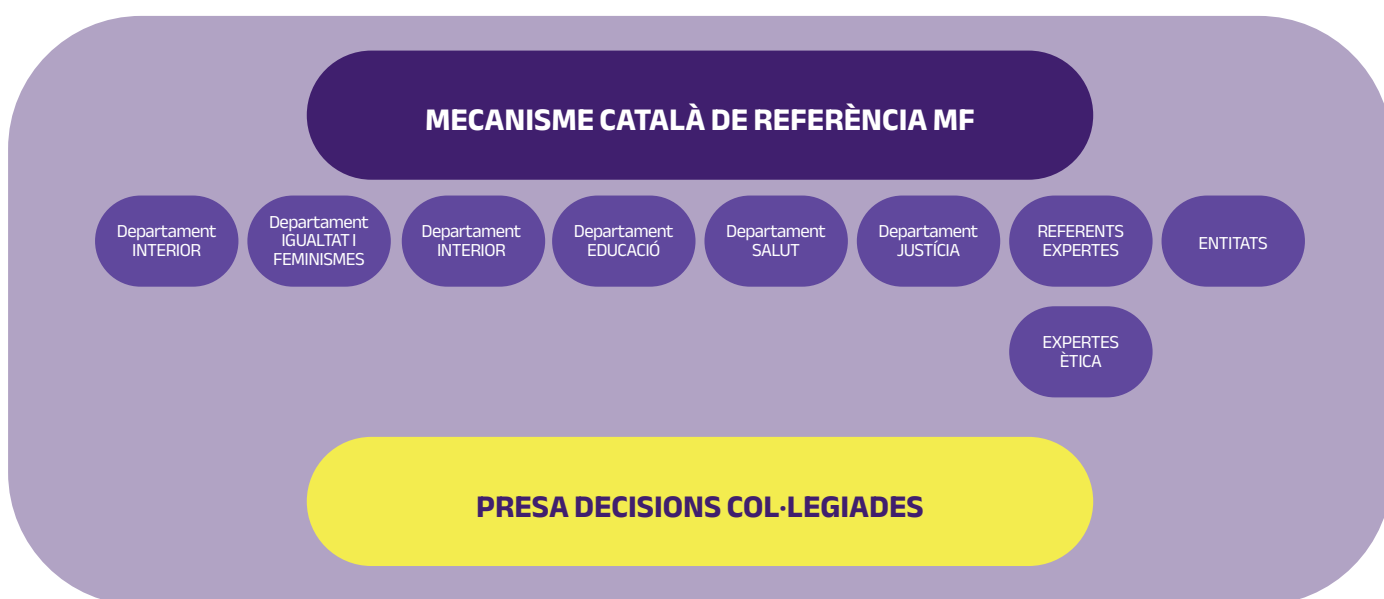 MECANISME CATALÀ DE REFERÈNCIA MF
Departament
INTERIOR
Departament
IGUALTAT I
FEMINISMES
Departament
INTERIOR
Departament
EDUCACIÓ
Departament
SALUT
Departament
JUSTÍCIA
REFERENTS
EXPERTES
ENTITATS
EXPERTES
ÈTICA
PRESA DECISIONS COL·LEGIADES